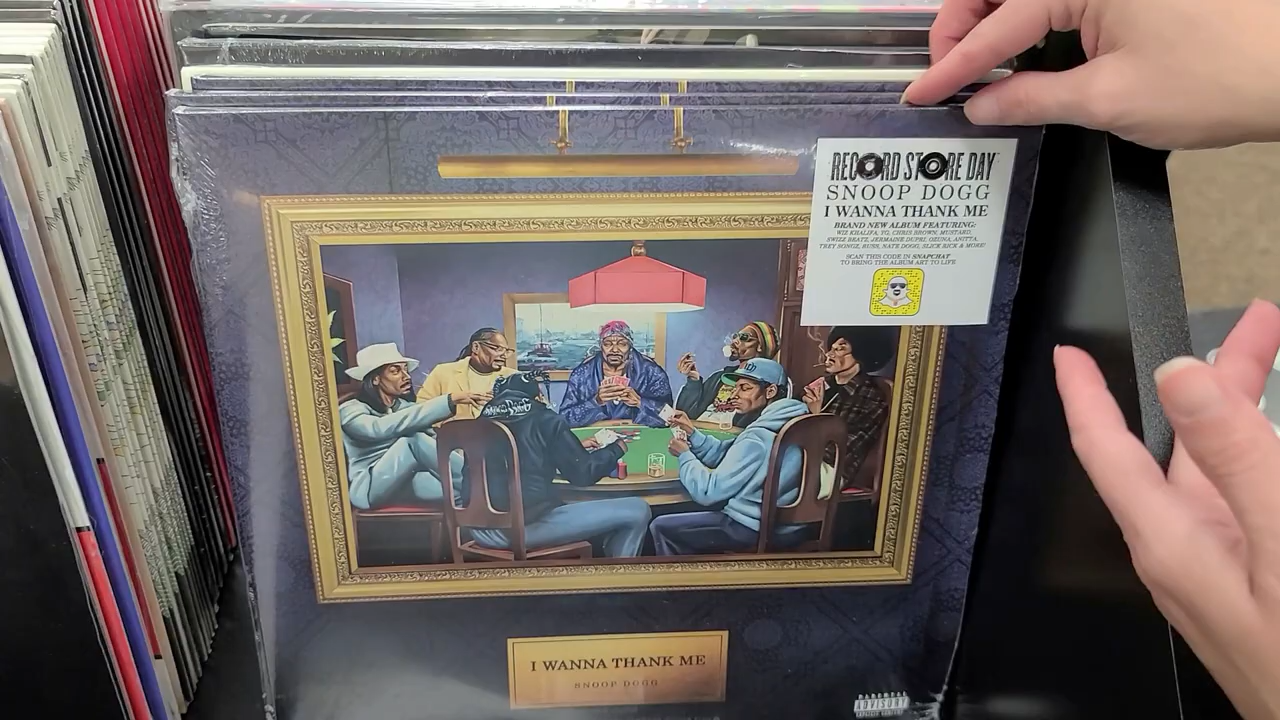 RECORD STORE DAY
SNOOP DOGG
I WANNA THANK ME
BRAND NEW ALBUM FEATURING:
WIZ KHALIFA, YG, CHRIS BROWN, MUSTARD,
SWIZZ BEATZ, JERMAINE DUPRI, OZUNA, ANITTA,
TREY SONGZ, RUSS, NATE DOGG, SLICK RICK & MORE!
SCAN THIS CODE IN SNAPCHAT
TO BRING THE ALBUM ART TO LIFE
I WANNA THANK ME
SNOOP DOGG
ADVISORY
EXPLICIT CONTENT